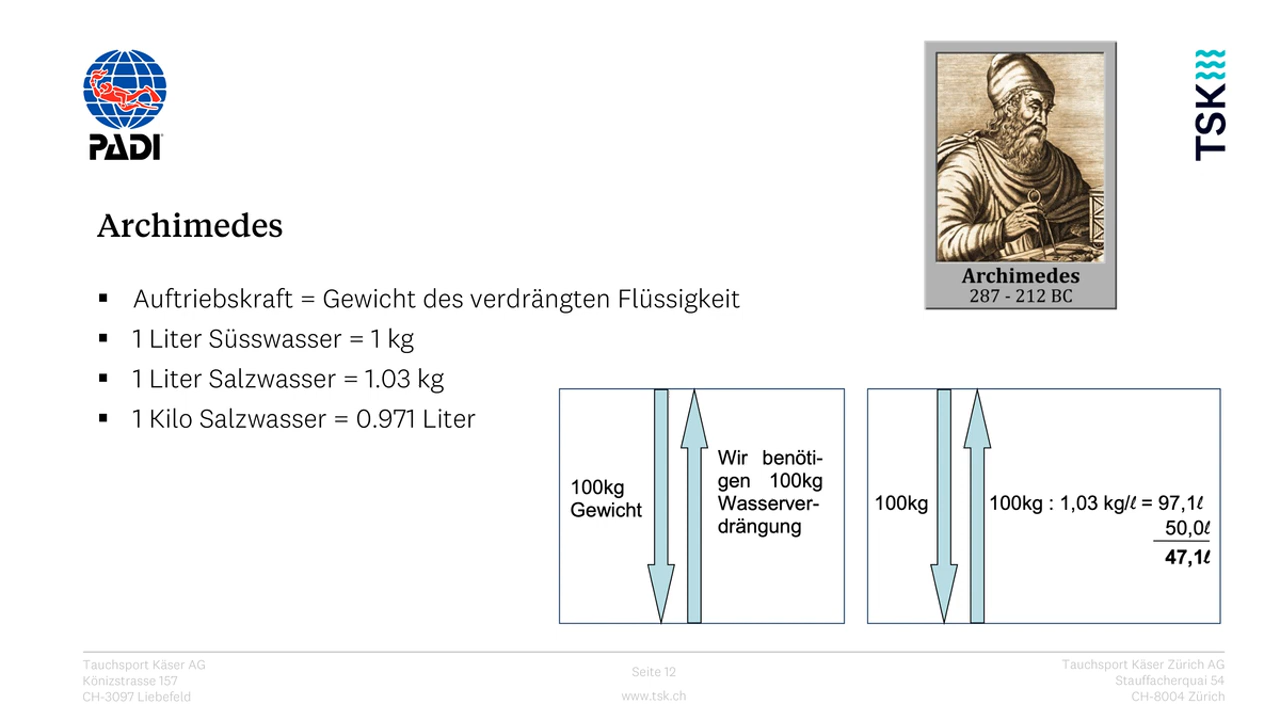 PADI
TSK
Archimedes
287 - 212 BC
Archimedes
▪ Auftriebskraft = Gewicht des verdrängten Flüssigkeit
▪ 1 Liter Süsswasser = 1 kg
▪ 1 Liter Salzwasser = 1.03 kg
▪ 1 Kilo Salzwasser = 0.971 Liter
100kg
Gewicht
Wir benöti-
gen 100kg
Wasserver-
drängung
100kg
100kg : 1,03 kg/ℓ = 97,1ℓ
50,0ℓ
47,1ℓ
Tauchsport Käser AG
Könizstrasse 157
CH-3097 Liebefeld
Seite 12
www.tsk.ch
Tauchsport Käser Zürich AG
Stauffacherquai 54
CH-8004 Zürich